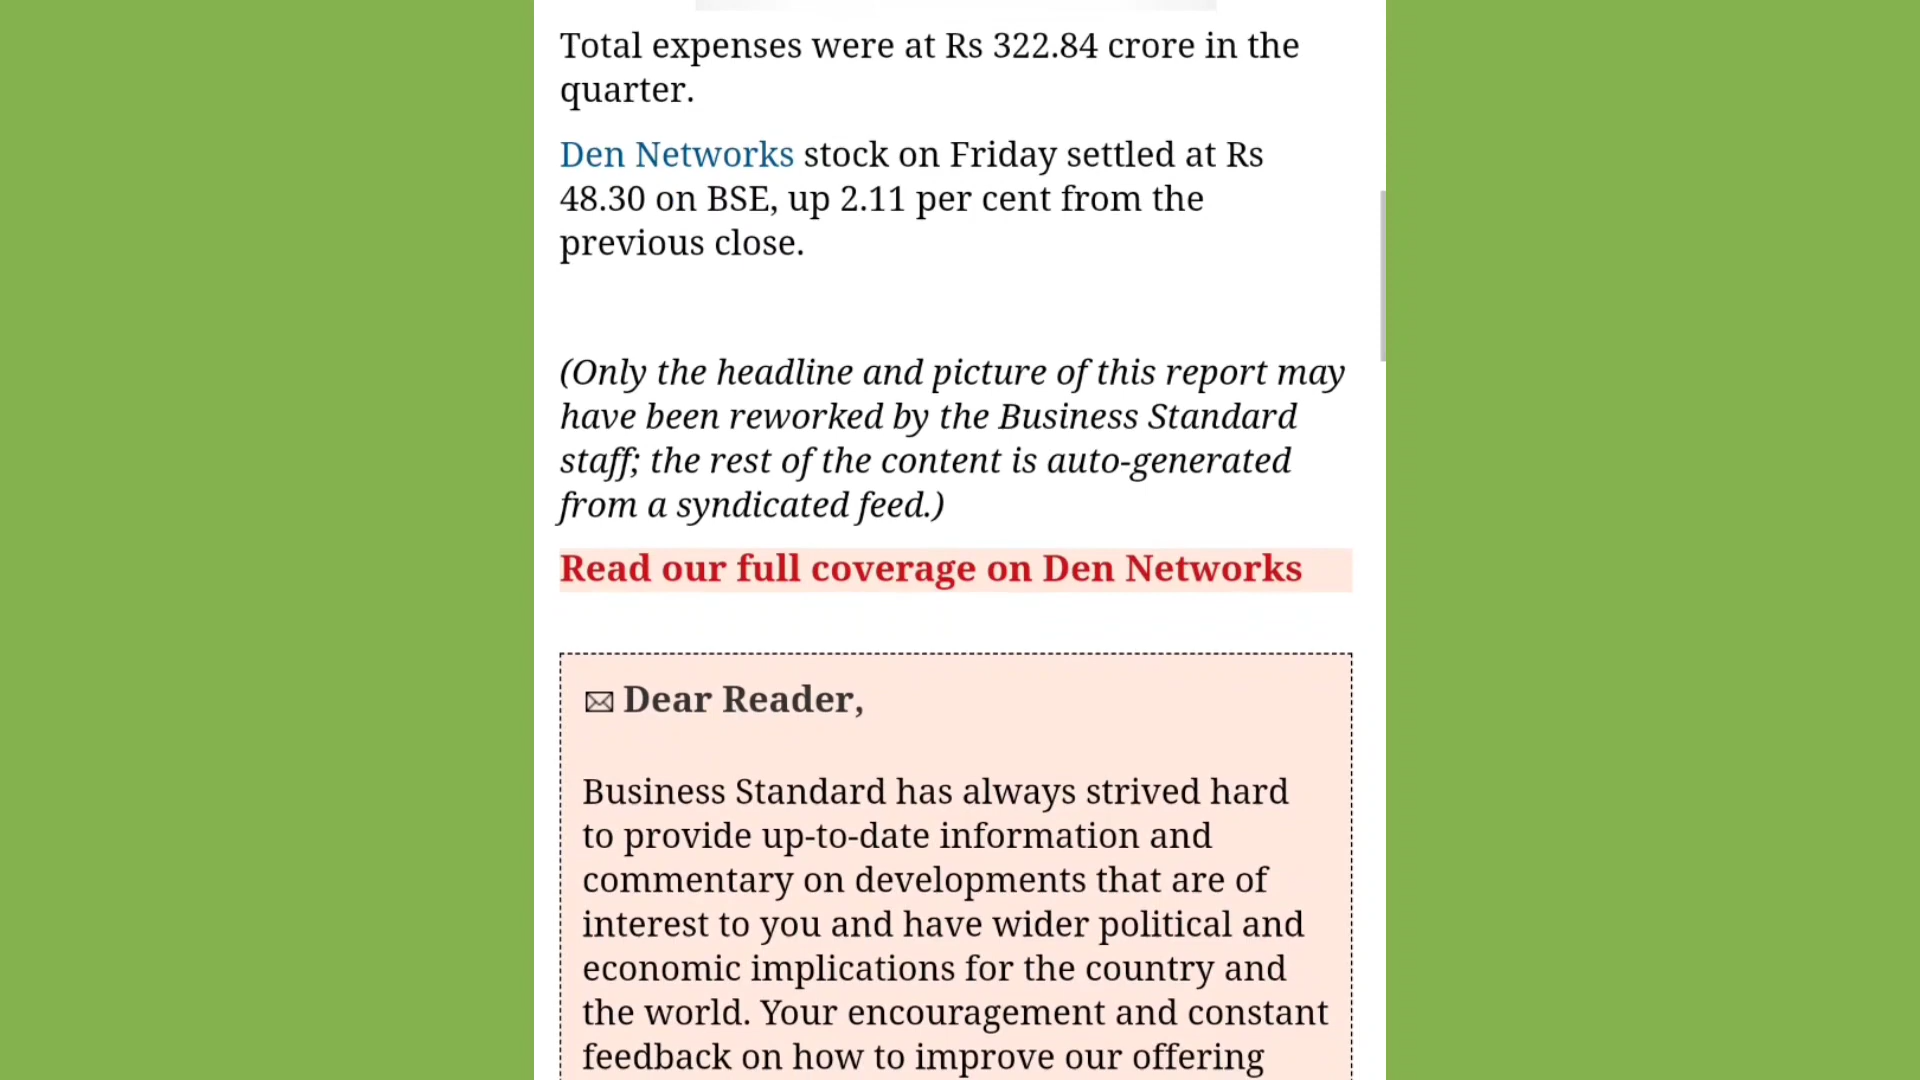 Total expenses were at Rs 322.84 crore in the
quarter.
Den Networks stock on Friday settled at Rs
48.30 on BSE, up 2.11 per cent from the
previous close.
(Only the headline and picture of this report may
have been reworked by the Business Standard
staff; the rest of the content is auto-generated
from a syndicated feed.)
Read our full coverage on Den Networks
Dear Reader,
Business Standard has always strived hard
to provide up-to-date information and
commentary on developments that are of
interest to you and have wider political and
economic implications for the country and
the world. Your encouragement and constant
feedback on how to improve our offering